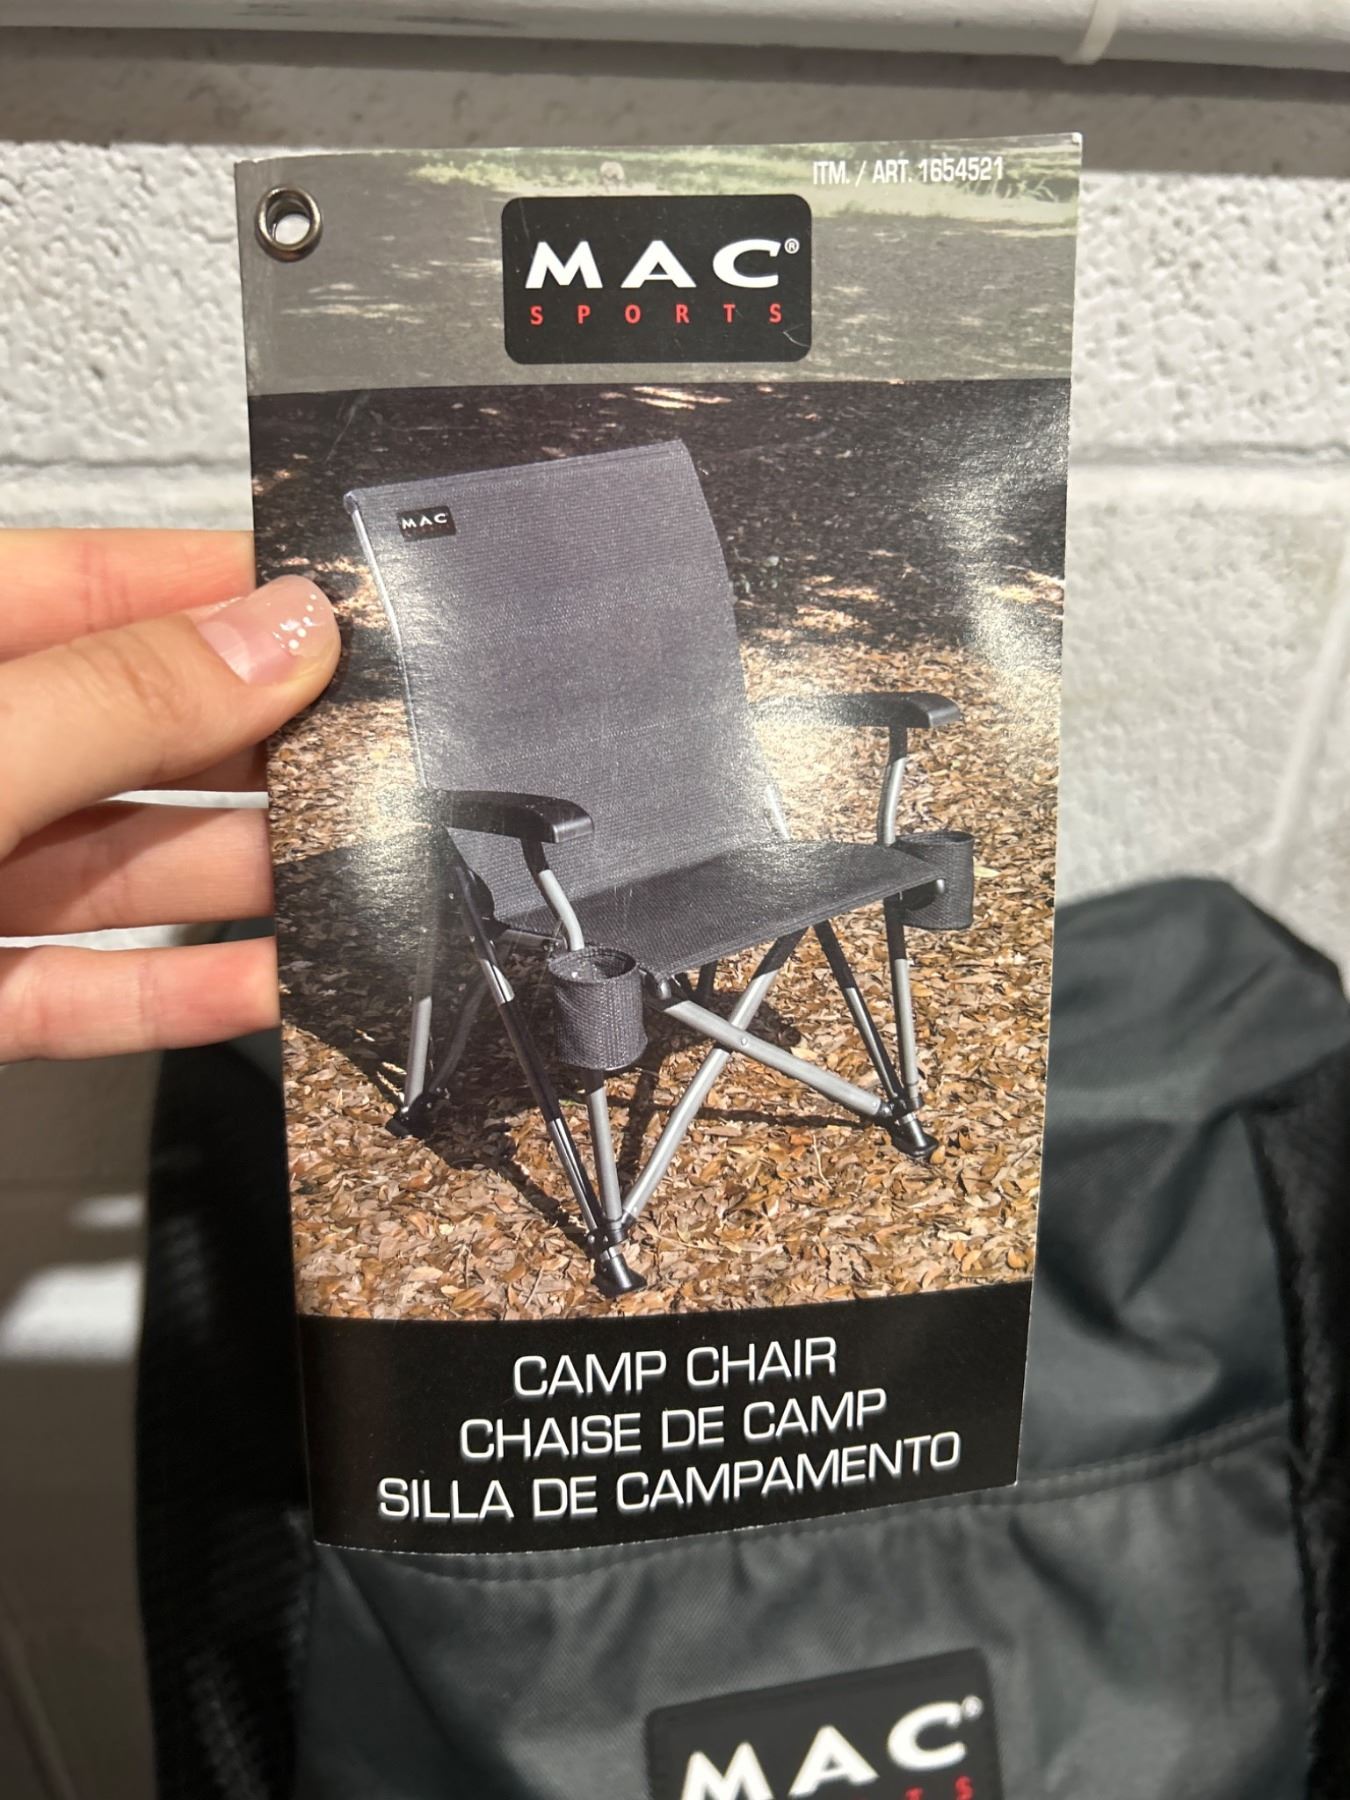 ITM. / ART. 1654521
MAC®
SPORTS
MAC
CAMP CHAIR
CHAISE DE CAMP
SILLA DE CAMPAMENTO
MAC®